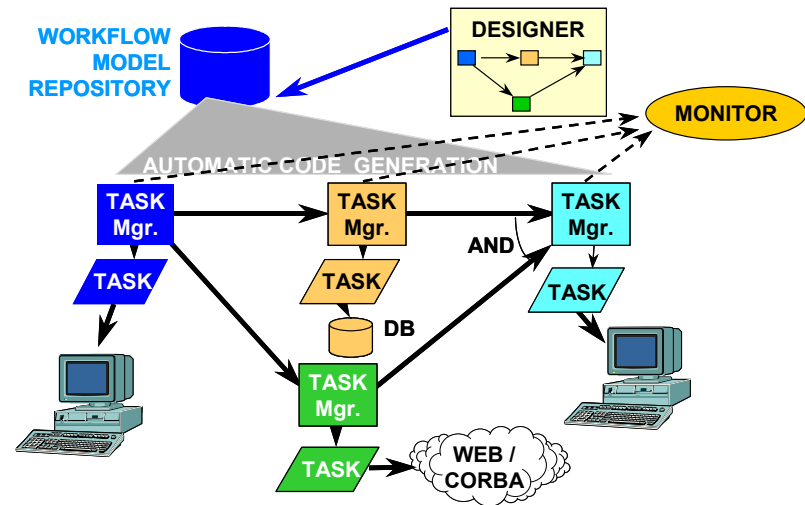 WORKFLOW
MODEL
REPOSITORY
DESIGNER
MONITOR
AUTOMATIC CODE GENERATION
TASK
Mgr.
TASK
Mgr.
TASK
Mgr.
AND
TASK
TASK
TASK
DB
TASK
Mgr.
TASK
WEB /
CORBA